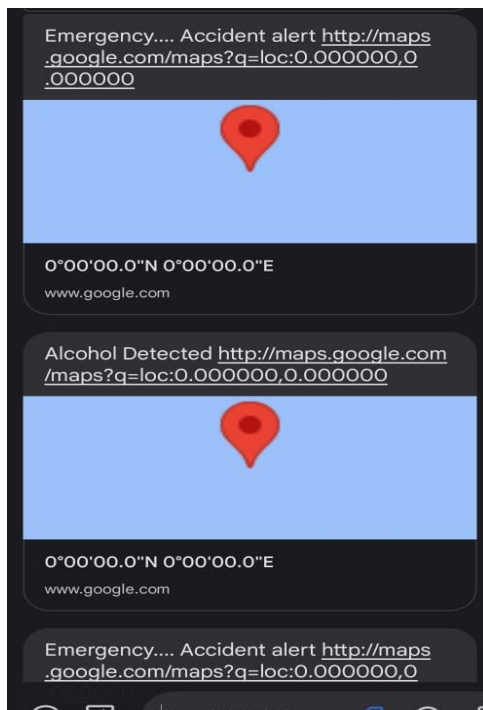 Emergency.... Accident alert http://maps
.google.com/maps?q=loc:0.000000,0
.000000
0°00'00.0"N 0°00'00.0"E
www.google.com
Alcohol Detected http://maps.google.com
/maps?q=loc:0.000000,0.000000
0°00'00.0"N 0°00'00.0"E
www.google.com
Emergency.... Accident alert http://maps
.google.com/maps?q=loc:0.000000,0